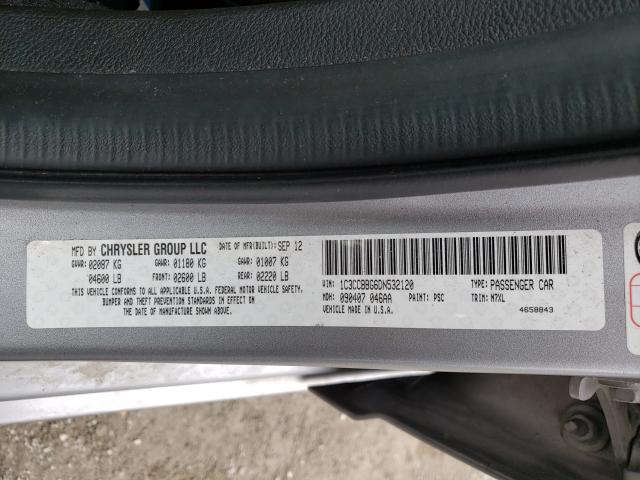 MFD BY CHRYSLER GROUP LLC DATE OF MFR(BUILT): SEP 12
GVWR: 02087 KG GAWR: 01180 KG GAWR: 01007 KG
04600 LB FRONT: 02600 LB REAR: 02220 LB
THIS VEHICLE CONFORMS TO ALL APPLICABLE U.S.A. FEDERAL MOTOR VEHICLE SAFETY,
BUMPER AND THEFT PREVENTION STANDARDS IN EFFECT ON
THE DATE OF MANUFACTURE SHOWN ABOVE.
VIN: 1C3CCBBG6DN532120 TYPE: PASSENGER CAR
MDH: 090407 046AA PAINT: PSC TRIM: M7XL
VEHICLE MADE IN U.S.A. 4658843